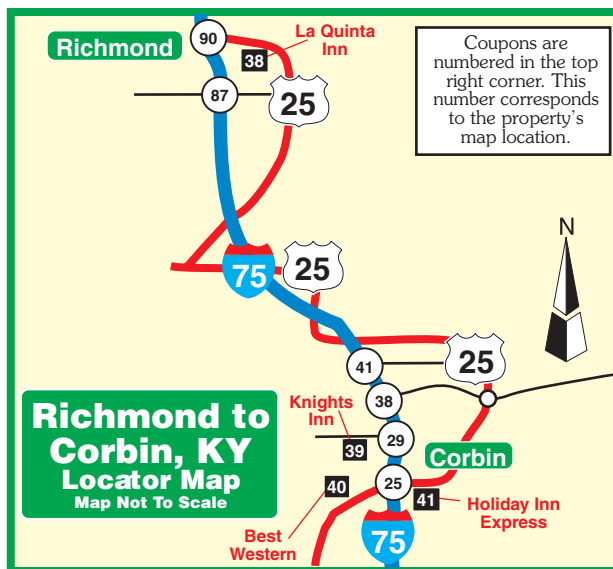 Richmond
90
La Quinta
Inn
38
Coupons are
numbered in the top
right corner. This
number corresponds
to the property's
map location.
87
25
N
75
25
25
41
38
Richmond to
Corbin, KY
Locator Map
Map Not To Scale
Knights
Inn
39
29
Corbin
40
25
41
Holiday Inn
Express
Best
Western
75